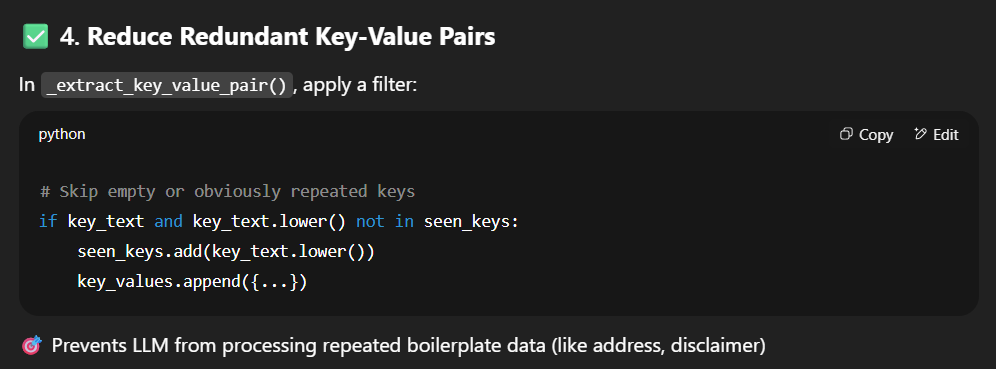 ✅ 4. Reduce Redundant Key-Value Pairs
In _extract_key_value_pair(), apply a filter:
python
Copy
Edit
# Skip empty or obviously repeated keys
if key_text and key_text.lower() not in seen_keys:
    seen_keys.add(key_text.lower())
    key_values.append({...})
🎯 Prevents LLM from processing repeated boilerplate data (like address, disclaimer)